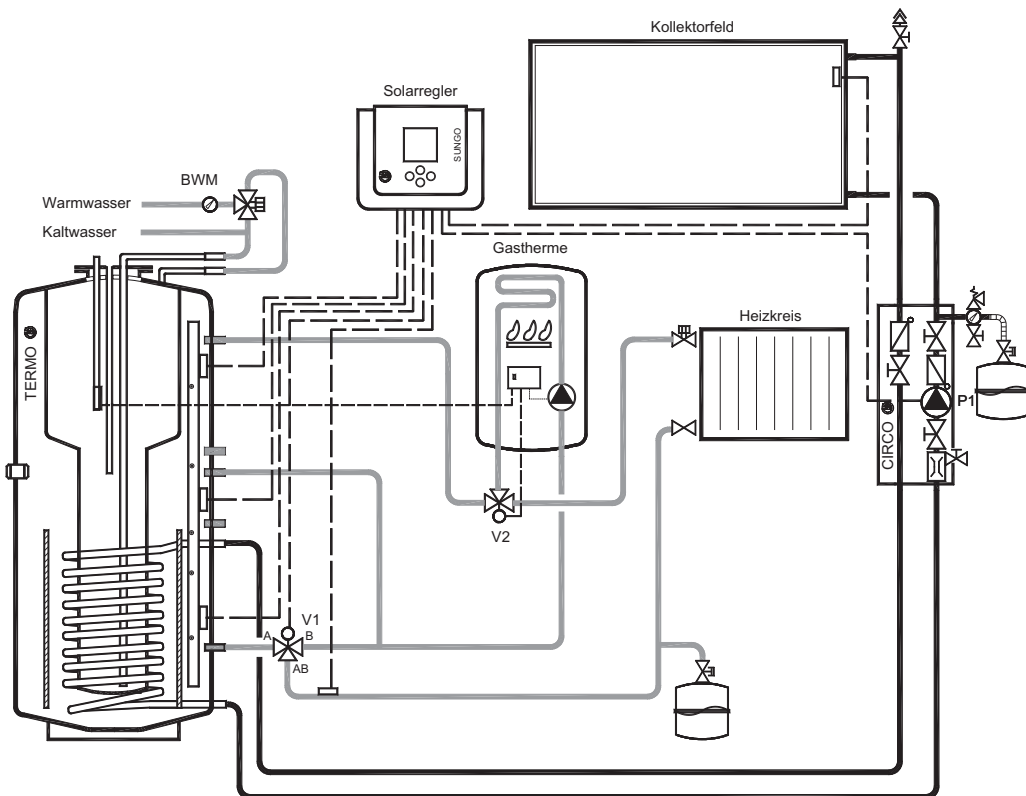 Kollektorfeld
Solarregler
SUNGO
BWM
Warmwasser
Kaltwasser
Gastherme
Heizkreis
TERMO
P1
CIRCO
V2
V1
A
B
AB